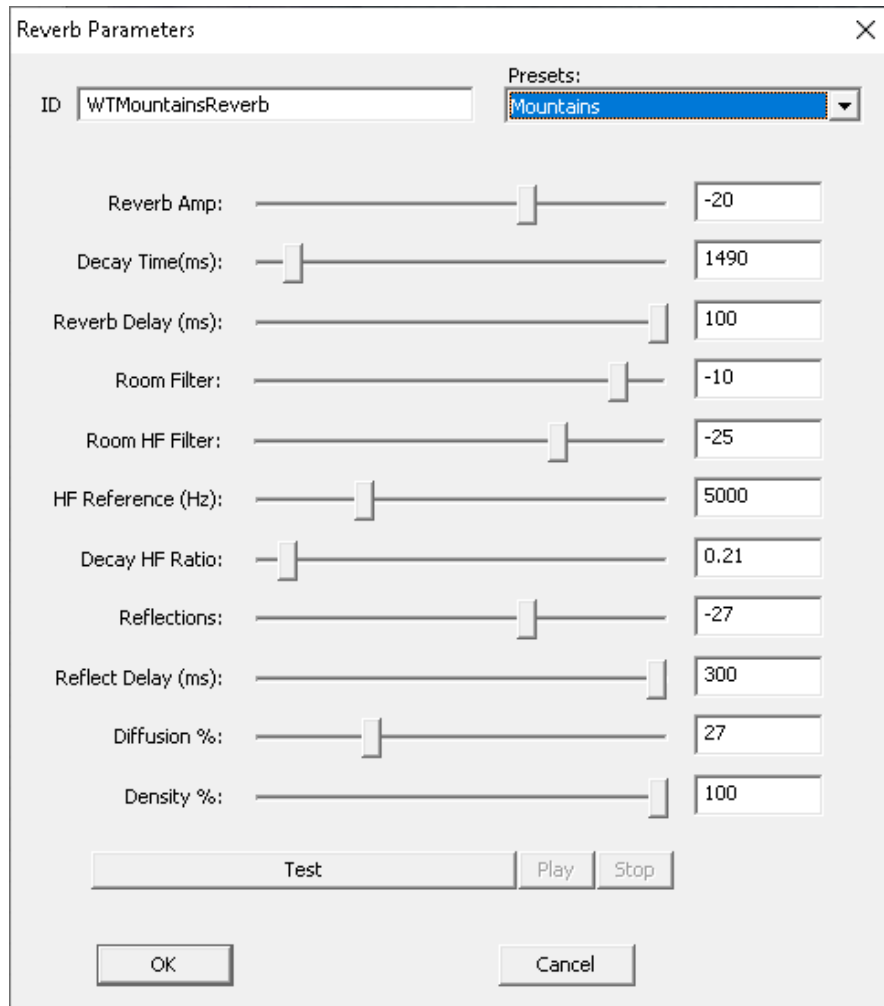 Reverb Parameters
Presets:
ID WTMountainsReverb Mountains
Reverb Amp: -20
Decay Time(ms): 1490
Reverb Delay (ms): 100
Room Filter: -10
Room HF Filter: -25
HF Reference (Hz): 5000
Decay HF Ratio: 0.21
Reflections: -27
Reflect Delay (ms): 300
Diffusion %: 27
Density %: 100
Test Play Stop
OK Cancel